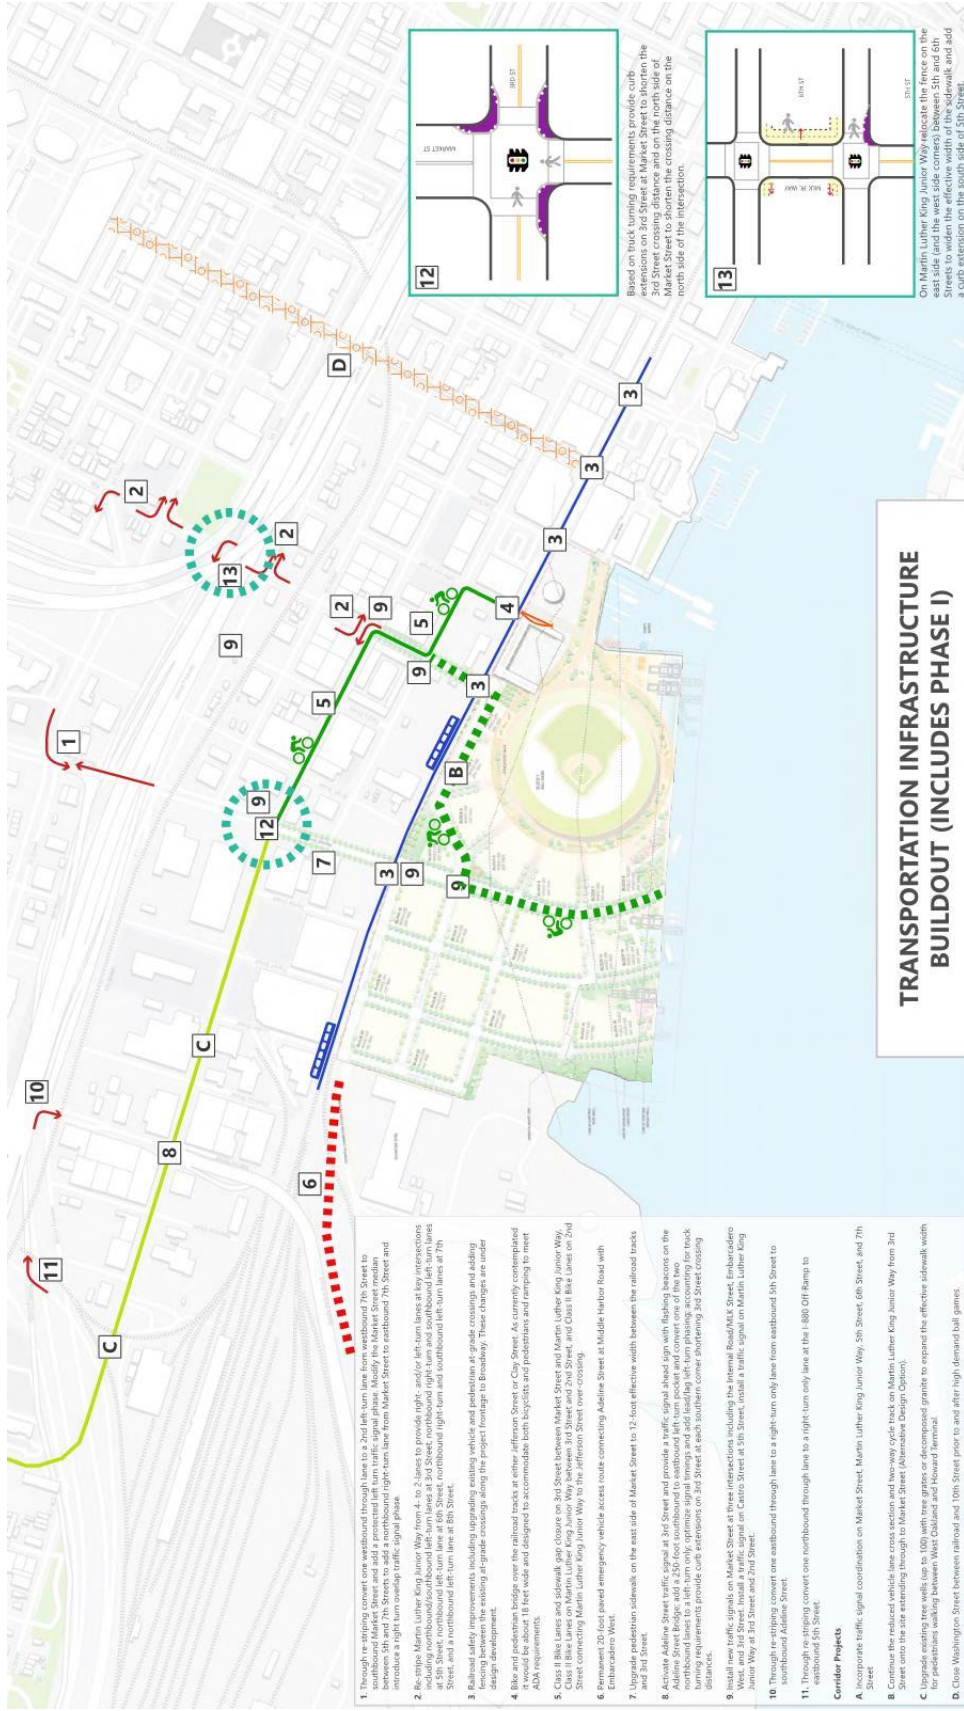 TRANSPORTATION INFRASTRUCTURE
BUILDOUT (INCLUDES PHASE I)
1. Through re-striping convert one westbound through lane to a 2nd left-turn lane from westbound 7th Street to
southbound Market Street and add a protected left turn traffic signal phase. Modify the Market Street median
between 5th and 7th Streets to add a northbound right-turn lane from Market Street to eastbound 7th Street and
introduce a right turn overlap traffic signal phase.
2. Re-stripe Martin Luther King Junior Way from 4- to 2-lanes to provide right- and/or left-turn lanes at key intersections
including northbound/southbound left-turn lanes at 3rd Street, northbound right-turn and southbound left-turn lanes
at 5th Street, northbound left-turn lane at 6th Street, northbound right-turn and southbound left-turn lanes at 7th
Street, and a northbound left-turn lane at 8th Street.
3. Railroad safety improvements including upgrading existing vehicle and pedestrian at-grade crossings and adding
fencing between the existing at-grade crossings along the project frontage to Broadway. These changes are under
design development.
4. Bike and pedestrian bridge over the railroad tracks at either Jefferson Street or Clay Street. As currently contemplated
it would be about 18 feet wide and designed to accommodate both bicyclists and pedestrians and ramping to meet
ADA requirements.
5. Class II Bike Lanes and sidewalk gap closure on 3rd Street between Market Street and Martin Luther King Junior Way,
Class II Bike Lanes on Martin Luther King Junior Way between 3rd Street and 2nd Street, and Class II Bike Lanes on 2nd
Street connecting Martin Luther King Junior Way to the Jefferson Street over-crossing.
6. Permanent 20-foot paved emergency vehicle access route connecting Adeline Street at Middle Harbor Road with
Embarcadero West.
7. Upgrade pedestrian sidewalks on the east side of Market Street to 12-foot effective width between the railroad tracks
and 3rd Street.
8. Activate Adeline Street traffic signal at 3rd Street and provide a traffic signal ahead sign with flashing beacons on the
Adeline Street Bridge; add a 250-foot southbound to eastbound left-turn pocket and convert one of the two
northbound lanes to a left-turn only; optimize signal timings and add lead/lag left-turn phasing; accounting for truck
turning requirements provide curb extensions on 3rd Street at each southern corner shortening 3rd Street crossing
distances.
9. Install new traffic signals on Market Street at three intersections including the Internal Road/MLK Street, Embarcadero
West, and 3rd Street. Install a traffic signal on Castro Street at 5th Street, install a traffic signal on Martin Luther King
Junior Way at 3rd Street and 2nd Street.
10. Through re-striping convert one eastbound through lane to a right-turn only lane from eastbound 5th Street to
southbound Adeline Street.
11. Through re-striping convert one northbound through lane to a right-turn only lane at the I-880 Off-Ramp to
eastbound 5th Street.
Corridor Projects
A Incorporate traffic signal coordination on Market Street, Martin Luther King Junior Way, 5th Street, 6th Street, and 7th
Street
B Continue the reduced vehicle lane cross section and two-way cycle track on Martin Luther King Junior Way from 3rd
Street onto the site extending through to Market Street (Alternative Design Option).
C Upgrade existing tree wells (up to 100) with tree grates or decomposed granite to expand the effective sidewalk width
for pedestrians walking between West Oakland and Howard Terminal
D. Close Washington Street between railroad and 10th Street prior to and after high demand ball games.
11
10
C
8
C
6
1
12
9
7
3
9
9
B
5
9
13
2
2
2
9
5
9
3
4
3
3
3
D
12
MARKET ST
3RD ST
Based on truck turning requirements provide curb
extensions on 3rd Street at Market Street to shorten the
3rd Street crossing distance and on the north side of
Market Street to shorten the crossing distance on the
north side of the intersection.
13
MLK JR. WAY
6TH ST
5TH ST
On Martin Luther King Junior Way relocate the fence on the
east side (and the west side corners) between 5th and 6th
Streets to widen the effective width of the sidewalk and add
a curb extension on the south side of 5th Street.